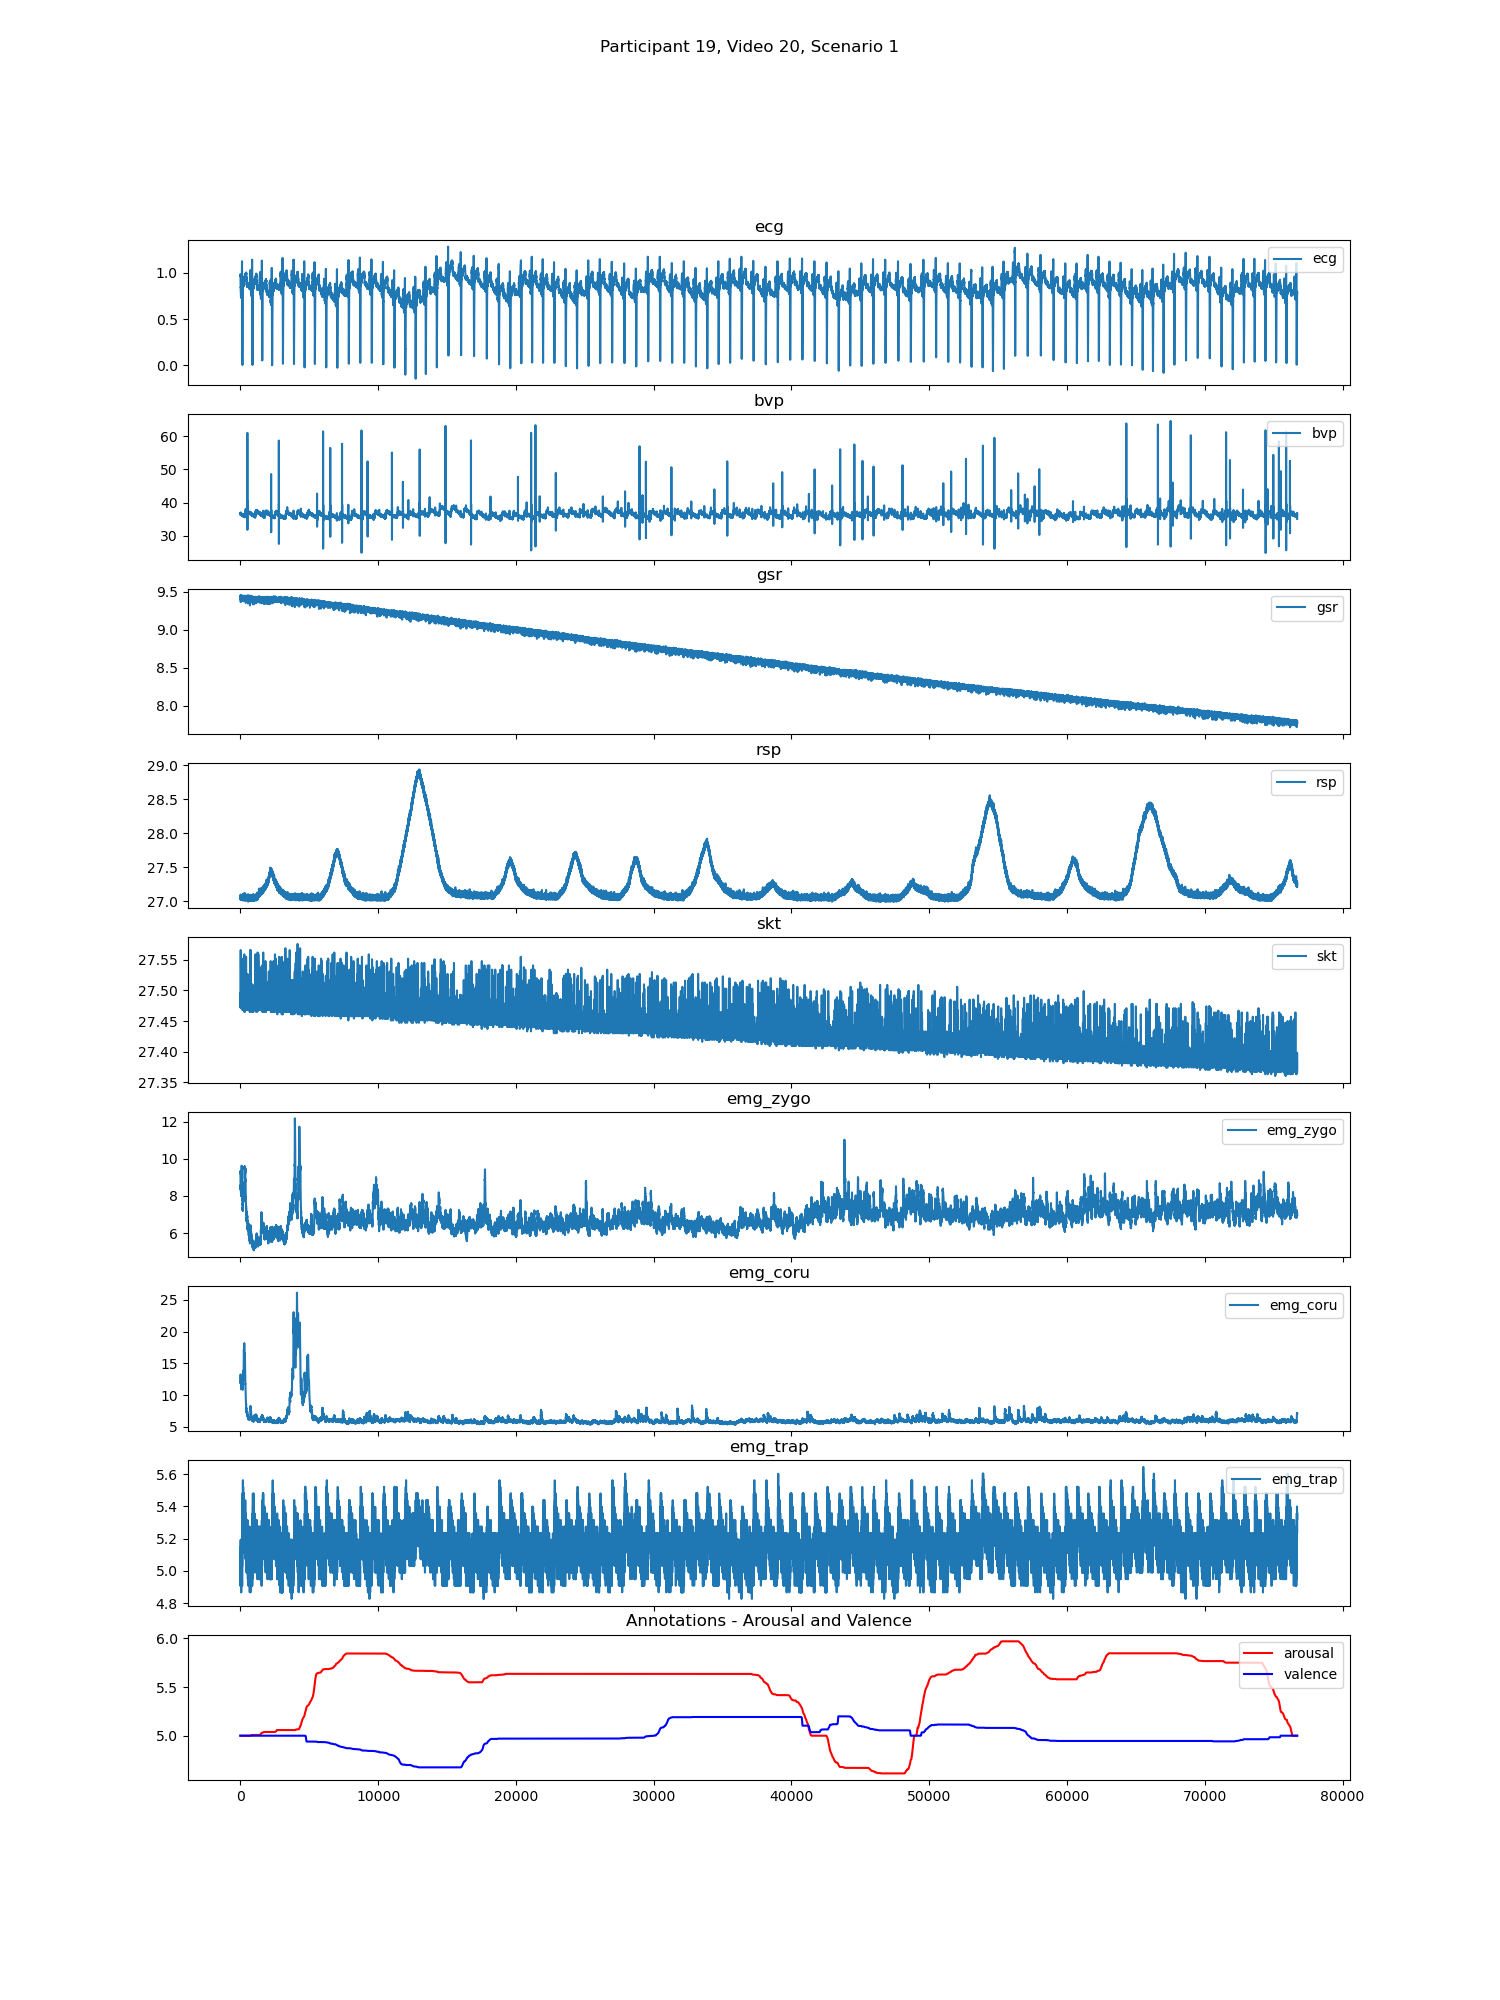 Participant 19, Video 20, Scenario 1
ecg
1.0
0.5
0.0
ecg
bvp
60
50
40
30
bvp
gsr
9.5
9.0
8.5
8.0
gsr
rsp
29.0
28.5
28.0
27.5
27.0
rsp
skt
27.55
27.50
27.45
27.40
27.35
skt
emg_zygo
12
10
8
6
emg_zygo
emg_coru
25
20
15
10
5
emg_coru
emg_trap
5.6
5.4
5.2
5.0
4.8
emg_trap
Annotations - Arousal and Valence
6.0
5.5
5.0
arousal
valence
0 10000 20000 30000 40000 50000 60000 70000 80000